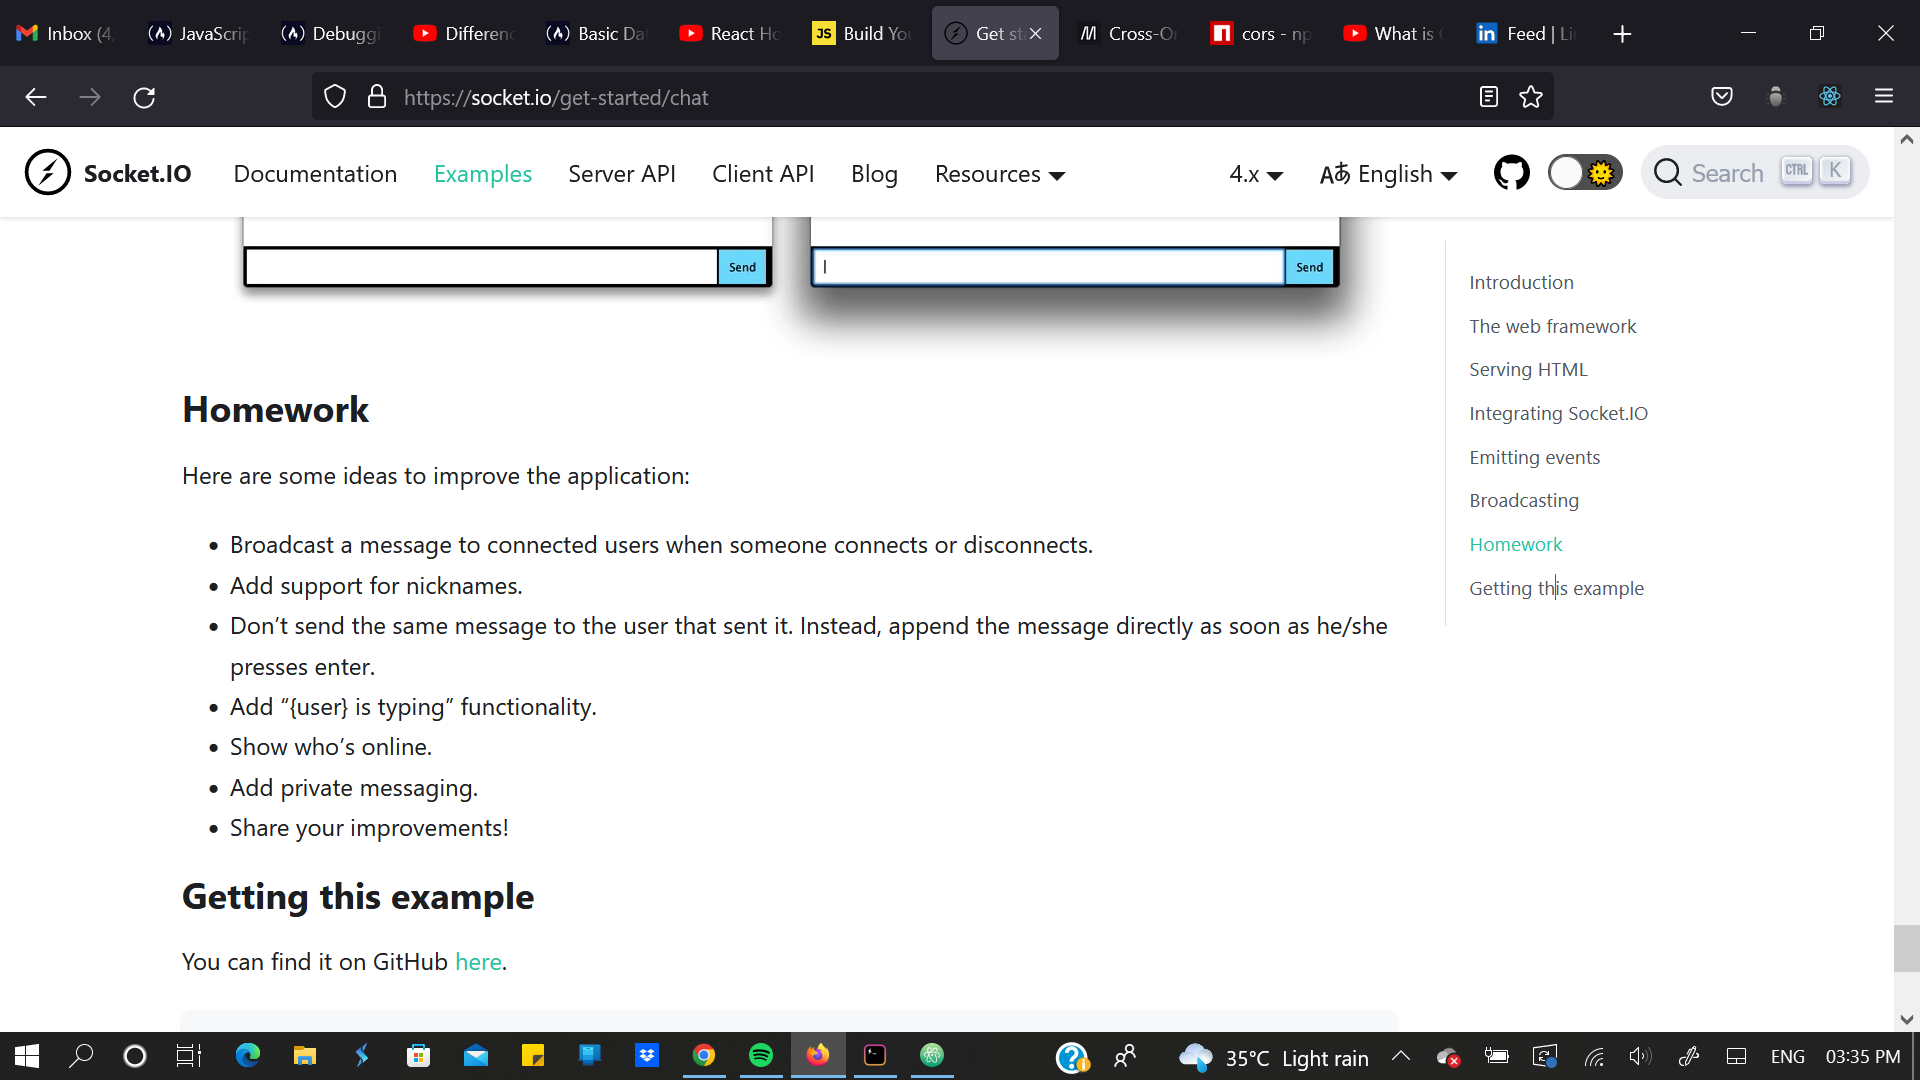 Inbox (4,
JavaScrip
Debuggi
Differenc
Basic Dat
React Ho
JS Build You
Get st
Cross-Or
cors - np
What is
in Feed | Li
https://socket.io/get-started/chat
Socket.IO
Documentation
Examples
Server API
Client API
Blog
Resources
4.x
Aあ English
Search CTRL K
Send
Send
Introduction
The web framework
Serving HTML
Integrating Socket.IO
Emitting events
Broadcasting
Homework
Getting this example
Homework
Here are some ideas to improve the application:
• Broadcast a message to connected users when someone connects or disconnects.
• Add support for nicknames.
• Don’t send the same message to the user that sent it. Instead, append the message directly as soon as he/she
presses enter.
• Add “{user} is typing” functionality.
• Show who’s online.
• Add private messaging.
• Share your improvements!
Getting this example
You can find it on GitHub here.
35°C Light rain
ENG
03:35 PM